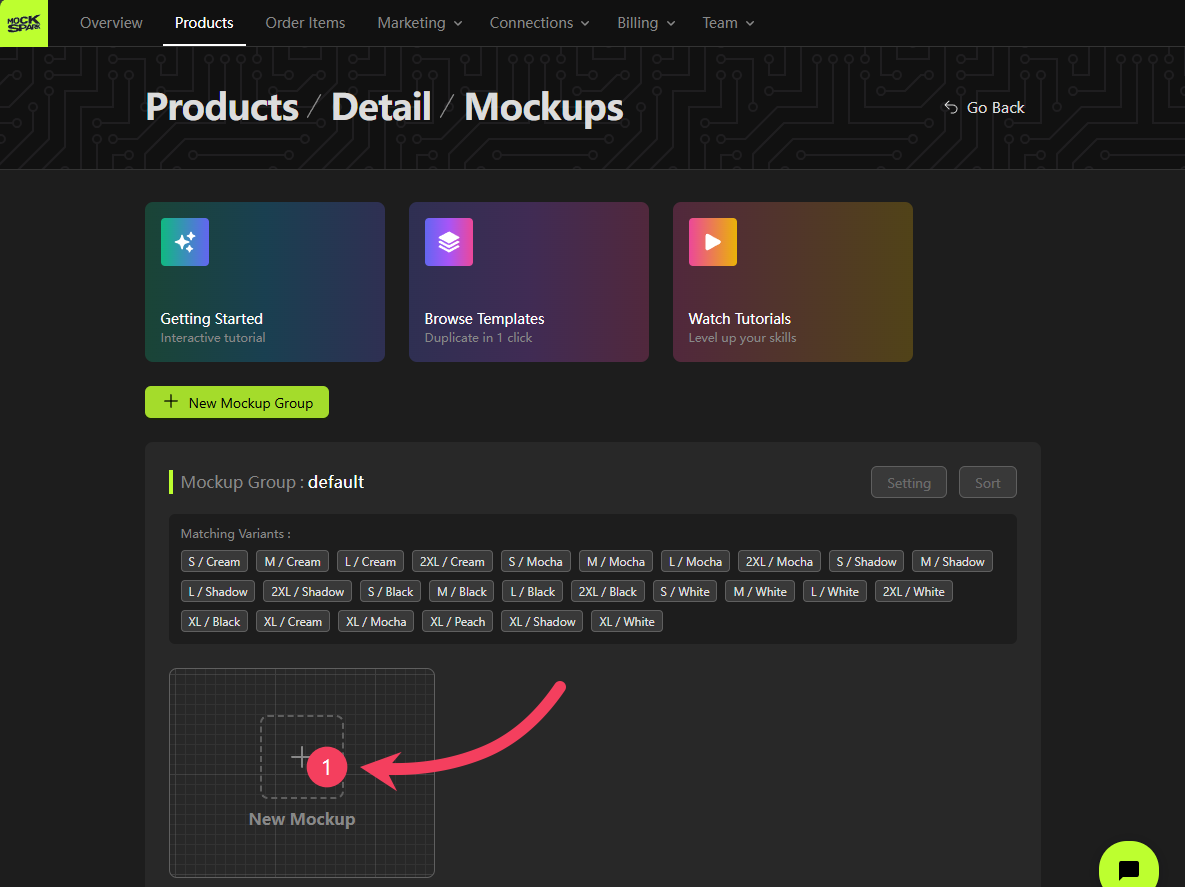 MOCK
SPARK
Overview Products Order Items Marketing Connections Billing Team
Products / Detail / Mockups
Go Back
Getting Started
Interactive tutorial
Browse Templates
Duplicate in 1 click
Watch Tutorials
Level up your skills
New Mockup Group
Mockup Group : default
Setting Sort
Matching Variants :
S / Cream M / Cream L / Cream 2XL / Cream S / Mocha M / Mocha L / Mocha 2XL / Mocha S / Shadow M / Shadow
L / Shadow 2XL / Shadow S / Black M / Black L / Black 2XL / Black S / White M / White L / White 2XL / White
XL / Black XL / Cream XL / Mocha XL / Peach XL / Shadow XL / White
1
New Mockup